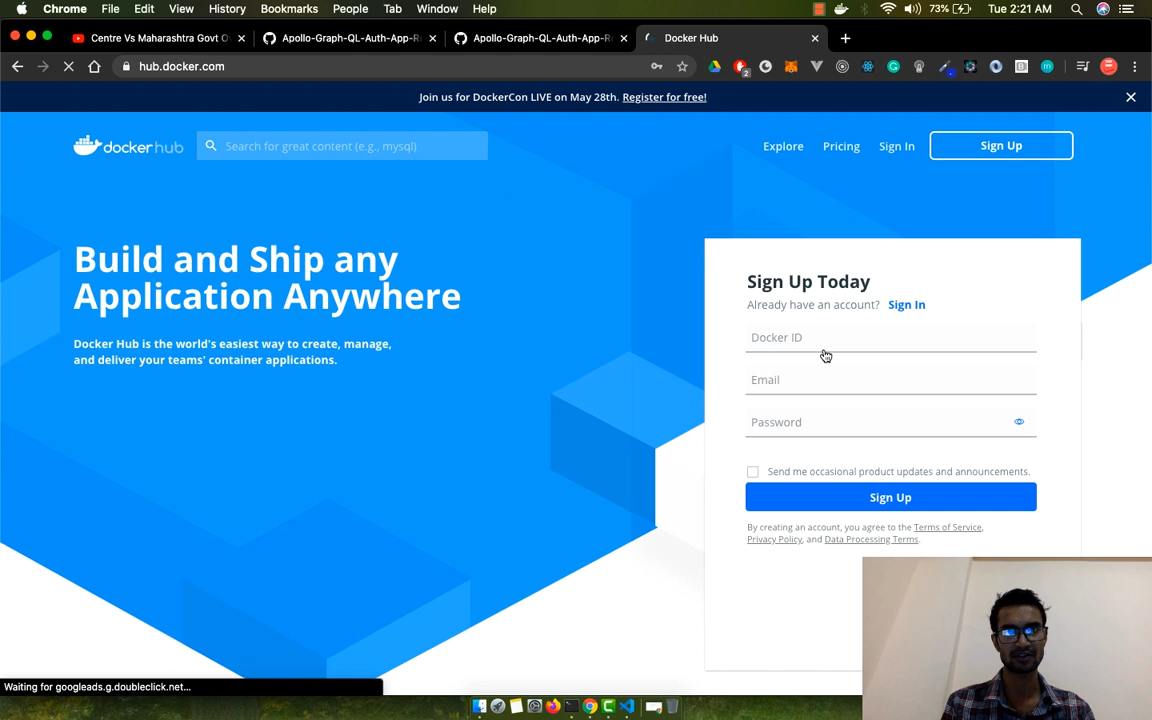 Chrome File Edit View History Bookmarks People Tab Window Help 73% Tue 2:21 AM
Centre Vs Maharashtra Govt O Apollo-Graph-QL-Auth-App-R Apollo-Graph-QL-Auth-App-R Docker Hub
hub.docker.com
2
Join us for DockerCon LIVE on May 28th. Register for free!
docker hub Search for great content (e.g., mysql) Explore Pricing Sign In Sign Up
Build and Ship any
Application Anywhere
Docker Hub is the world's easiest way to create, manage,
and deliver your teams' container applications.
Sign Up Today
Already have an account? Sign In
Docker ID
Email
Password
Send me occasional product updates and announcements.
Sign Up
By creating an account, you agree to the Terms of Service,
Privacy Policy, and Data Processing Terms.
Waiting for googleads.g.doubleclick.net...